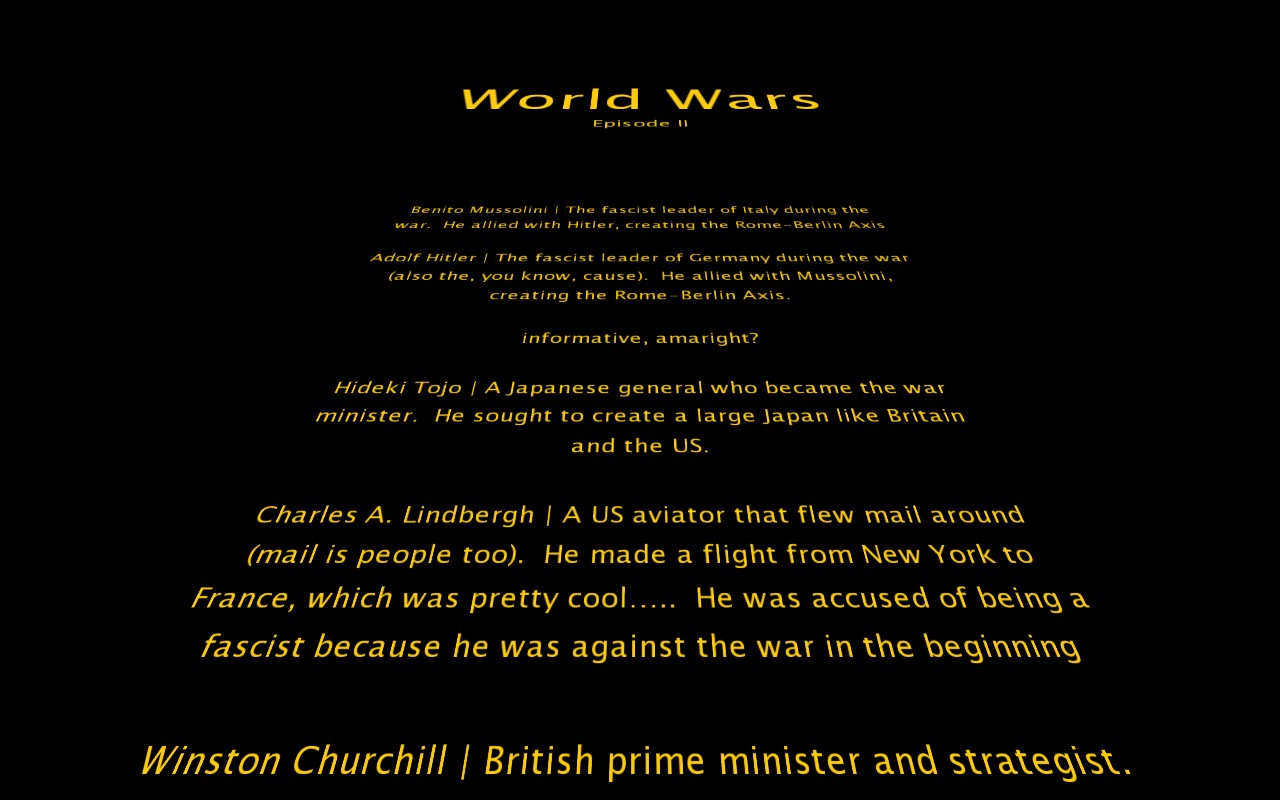 World Wars
Episode II
Benito Mussolini | The fascist leader of Italy during the
war.  He allied with Hitler, creating the Rome-Berlin Axis
Adolf Hitler | The fascist leader of Germany during the war
(also the, you know, cause).  He allied with Mussolini,
creating the Rome-Berlin Axis.
informative, amaright?
Hideki Tojo | A Japanese general who became the war
minister.  He sought to create a large Japan like Britain
and the US.
Charles A. Lindbergh | A US aviator that flew mail around
(mail is people too).  He made a flight from New York to
France, which was pretty cool.....  He was accused of being a
fascist because he was against the war in the beginning
Winston Churchill | British prime minister and strategist.